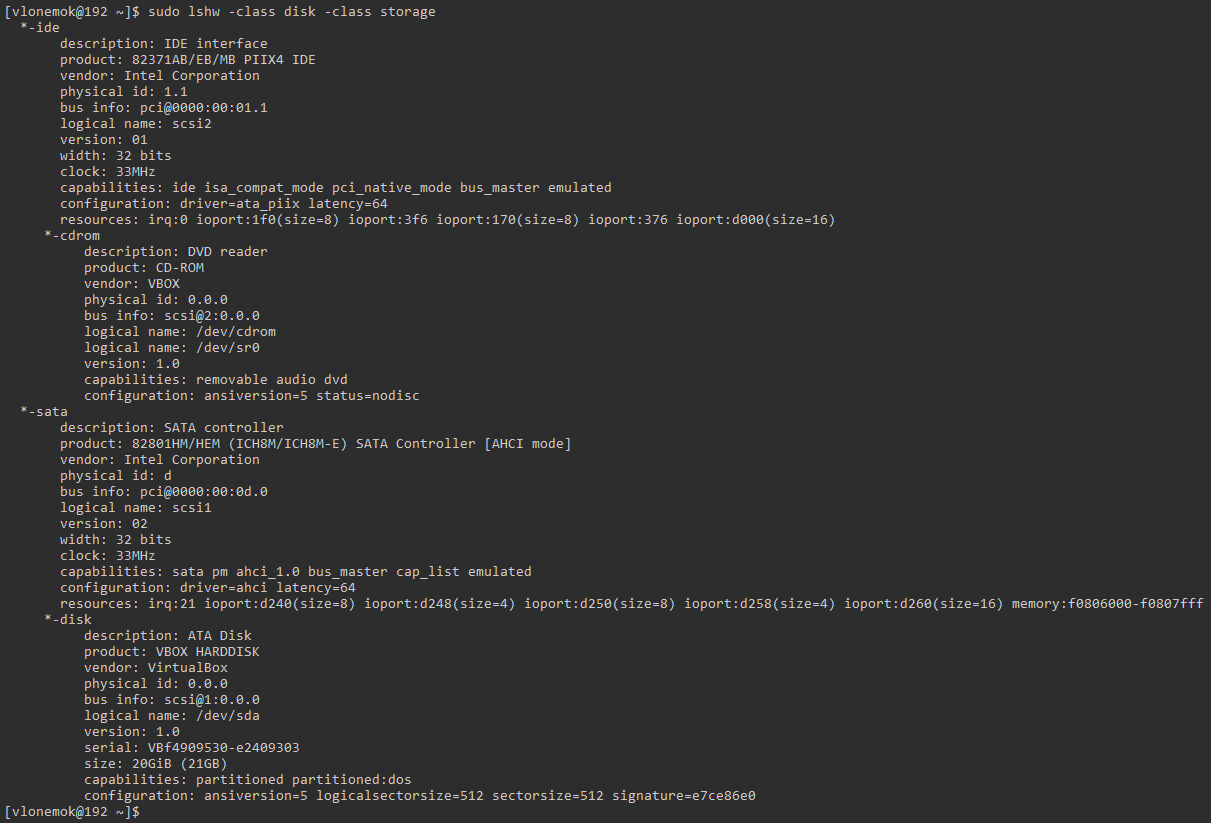 [vlonemok@192 ~]$ sudo lshw -class disk -class storage
  *-ide
       description: IDE interface
       product: 82371AB/EB/MB PIIX4 IDE
       vendor: Intel Corporation
       physical id: 1.1
       bus info: pci@0000:00:01.1
       logical name: scsi2
       version: 01
       width: 32 bits
       clock: 33MHz
       capabilities: ide isa_compat_mode pci_native_mode bus_master emulated
       configuration: driver=ata_piix latency=64
       resources: irq:0 ioport:1f0(size=8) ioport:3f6 ioport:170(size=8) ioport:376 ioport:d000(size=16)
     *-cdrom
          description: DVD reader
          product: CD-ROM
          vendor: VBOX
          physical id: 0.0.0
          bus info: scsi@2:0.0.0
          logical name: /dev/cdrom
          logical name: /dev/sr0
          version: 1.0
          capabilities: removable audio dvd
          configuration: ansiversion=5 status=nodisc
  *-sata
       description: SATA controller
       product: 82801HM/HEM (ICH8M/ICH8M-E) SATA Controller [AHCI mode]
       vendor: Intel Corporation
       physical id: d
       bus info: pci@0000:00:0d.0
       logical name: scsi1
       version: 02
       width: 32 bits
       clock: 33MHz
       capabilities: sata pm ahci_1.0 bus_master cap_list emulated
       configuration: driver=ahci latency=64
       resources: irq:21 ioport:d240(size=8) ioport:d248(size=4) ioport:d250(size=8) ioport:d258(size=4) ioport:d260(size=16) memory:f0806000-f0807fff
     *-disk
          description: ATA Disk
          product: VBOX HARDDISK
          vendor: VirtualBox
          physical id: 0.0.0
          bus info: scsi@1:0.0.0
          logical name: /dev/sda
          version: 1.0
          serial: VBf4909530-e2409303
          size: 20GiB (21GB)
          capabilities: partitioned partitioned:dos
          configuration: ansiversion=5 logicalsectorsize=512 sectorsize=512 signature=e7ce86e0
[vlonemok@192 ~]$